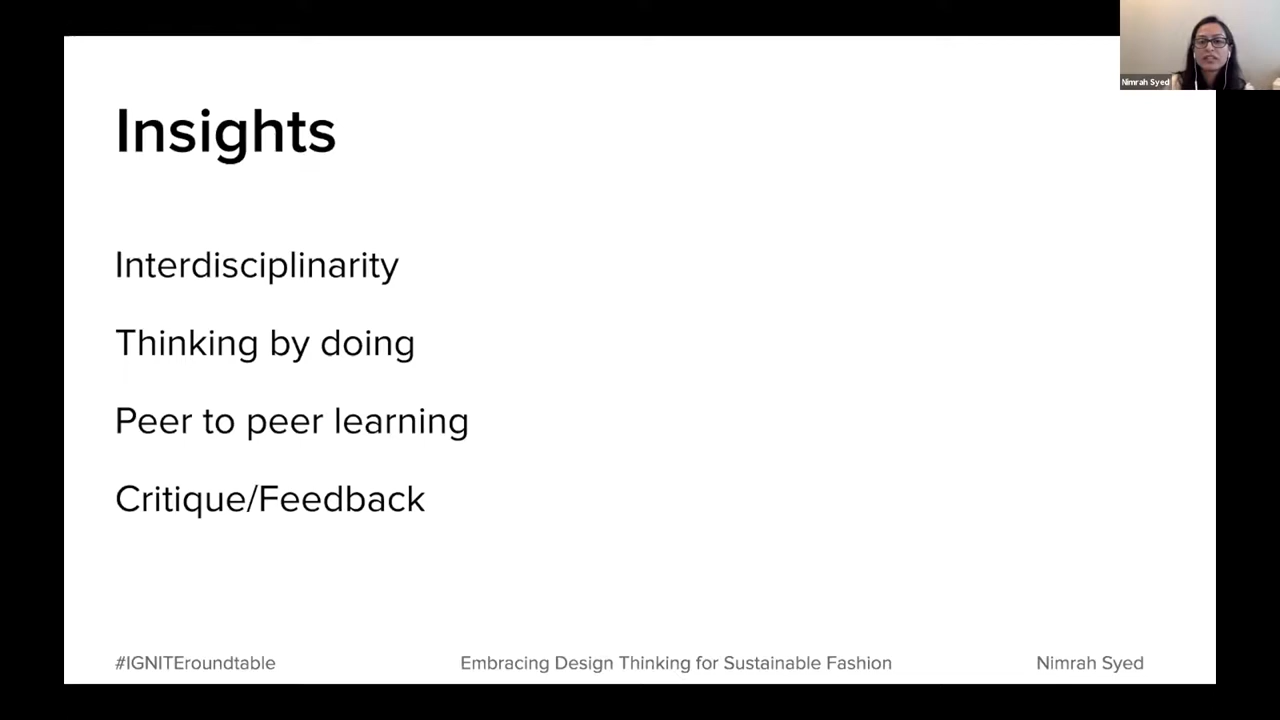 Nimrah Syed
Insights
Interdisciplinarity
Thinking by doing
Peer to peer learning
Critique/Feedback
#IGNITEroundtable
Embracing Design Thinking for Sustainable Fashion
Nimrah Syed